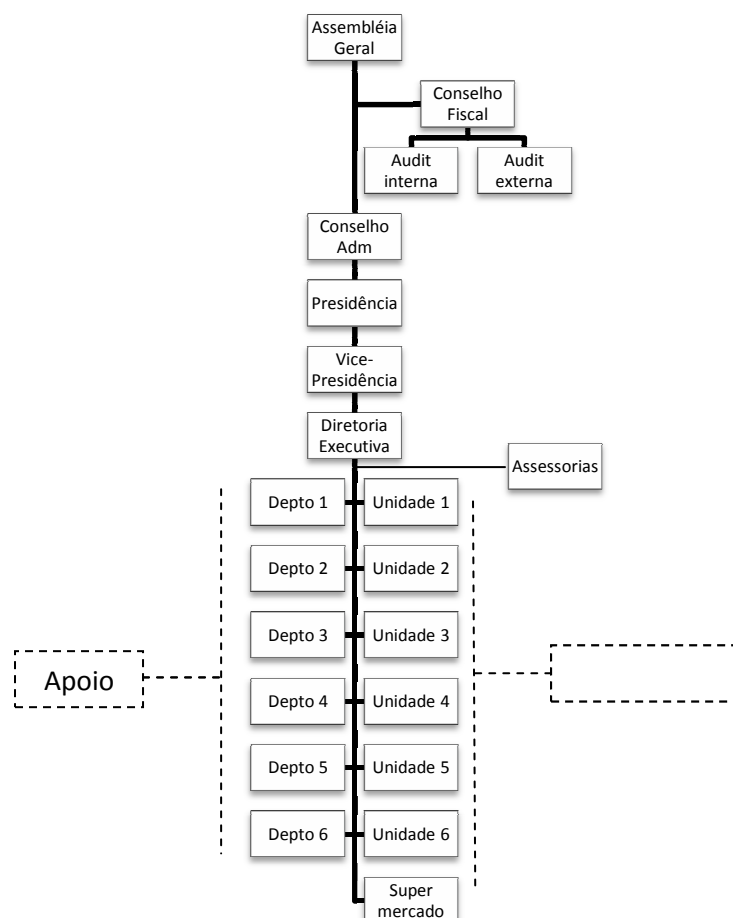 Assembléia
Geral
Conselho
Fiscal
Audit
interna
Audit
externa
Conselho
Adm
Presidência
Vice-
Presidência
Diretoria
Executiva
Assessorias
Depto 1
Unidade 1
Depto 2
Unidade 2
Depto 3
Unidade 3
Apoio
Depto 4
Unidade 4
Depto 5
Unidade 5
Depto 6
Unidade 6
Super
mercado